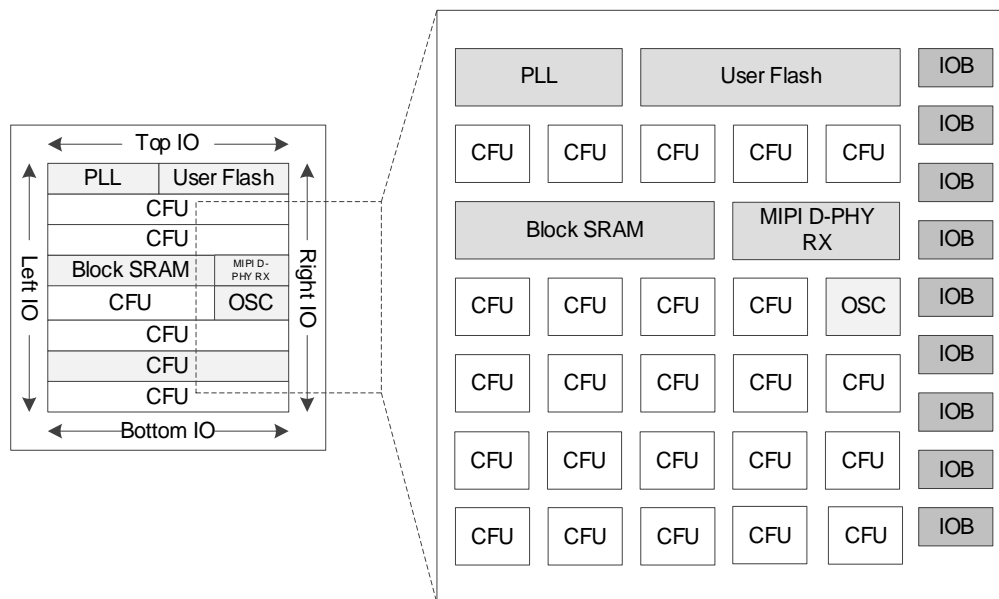 Top IO
PLL User Flash
CFU
CFU
Block SRAM MIPI D-
PHY RX
CFU OSC
CFU
CFU
CFU
Left IO
Right IO
Bottom IO
PLL User Flash IOB
IOB
CFU CFU CFU CFU CFU
IOB
Block SRAM MIPI D-PHY
RX
IOB
IOB
CFU CFU CFU CFU OSC
IOB
CFU CFU CFU CFU CFU
IOB
CFU CFU CFU CFU CFU
IOB
CFU CFU CFU CFU CFU
IOB